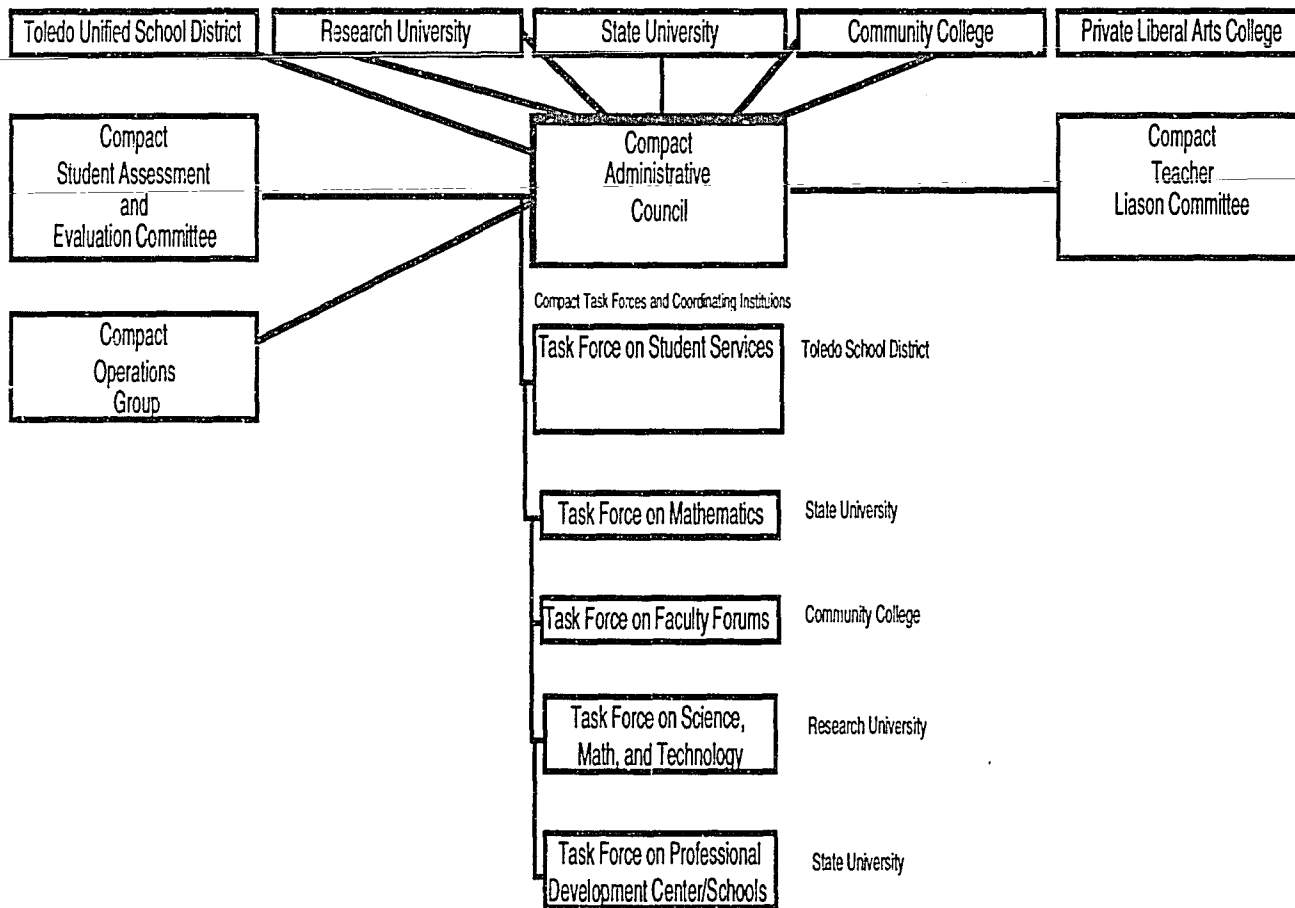 Toledo Unified School District
Research University
State University
Community College
Private Liberal Arts College
Compact
Student Assessment
and
Evaluation Committee
Compact
Administrative
Council
Compact
Teacher
Liason Committee
Compact
Operations
Group
Compact Task Forces and Coordinating Instituions
Task Force on Student Services
Toledo School District
Task Force on Mathematics
State University
Task Force on Faculty Forums
Community College
Task Force on Science,
Math, and Technology
Research University
Task Force on Professional
Development Center/Schools
State University